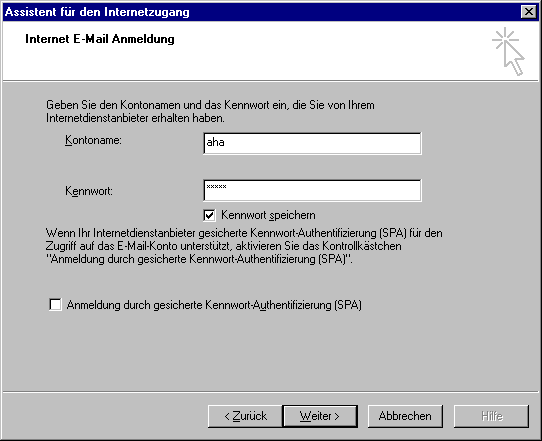 Assistent für den Internetzugang
Internet E-Mail Anmeldung
Geben Sie den Kontonamen und das Kennwort ein, die Sie von Ihrem
Internetdienstanbieter erhalten haben.
Kontoname:
aha
Kennwort:
*****
Kennwort speichern
Wenn Ihr Internetdienstanbieter gesicherte Kennwort-Authentifizierung (SPA) für den
Zugriff auf das E-Mail-Konto unterstützt, aktivieren Sie das Kontrollkästchen
"Anmeldung durch gesicherte Kennwort-Authentifizierung (SPA)".
Anmeldung durch gesicherte Kennwort-Authentifizierung (SPA)
< Zurück
Weiter >
Abbrechen
Hilfe